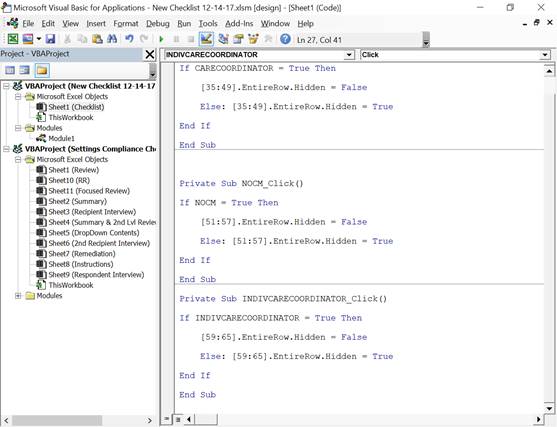 Microsoft Visual Basic for Applications - New Checklist 12-14-17.xlsm [design] - [Sheet1 (Code)]
File Edit View Insert Format Debug Run Tools Add-Ins Window Help
Ln 27, Col 41
Project - VBAProject
VBAProject (New Checklist 12-14-17
Microsoft Excel Objects
Sheet1 (Checklist)
ThisWorkbook
Modules
Module1
VBAProject (Settings Compliance Che
Microsoft Excel Objects
Sheet1 (Review)
Sheet10 (RR)
Sheet11 (Focused Review)
Sheet2 (Summary)
Sheet3 (Recipient Interview)
Sheet4 (Summary & 2nd Lvl Review
Sheet5 (DropDown Contents)
Sheet6 (2nd Recipient Interview)
Sheet7 (Remediation)
Sheet8 (Instructions)
Sheet9 (Respondent Interview)
ThisWorkbook
Modules
INDIVCARECOORDINATOR Click
If CARECOORDINATOR = True Then
[35:49].EntireRow.Hidden = False
Else: [35:49].EntireRow.Hidden = True
End If
End Sub
Private Sub NOCM_Click()
If NOCM = True Then
[51:57].EntireRow.Hidden = False
Else: [51:57].EntireRow.Hidden = True
End If
End Sub
Private Sub INDIVCARECOORDINATOR_Click()
If INDIVCARECOORDINATOR = True Then
[59:65].EntireRow.Hidden = False
Else: [59:65].EntireRow.Hidden = True
End If
End Sub